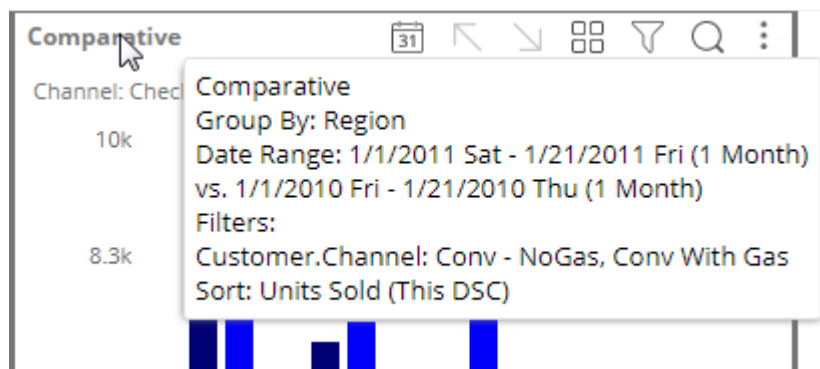 Comparative
31
Channel: Chec
Comparative
Group By: Region
Date Range: 1/1/2011 Sat - 1/21/2011 Fri (1 Month)
vs. 1/1/2010 Fri - 1/21/2010 Thu (1 Month)
Filters:
Customer.Channel: Conv - NoGas, Conv With Gas
Sort: Units Sold (This DSC)
10k
8.3k